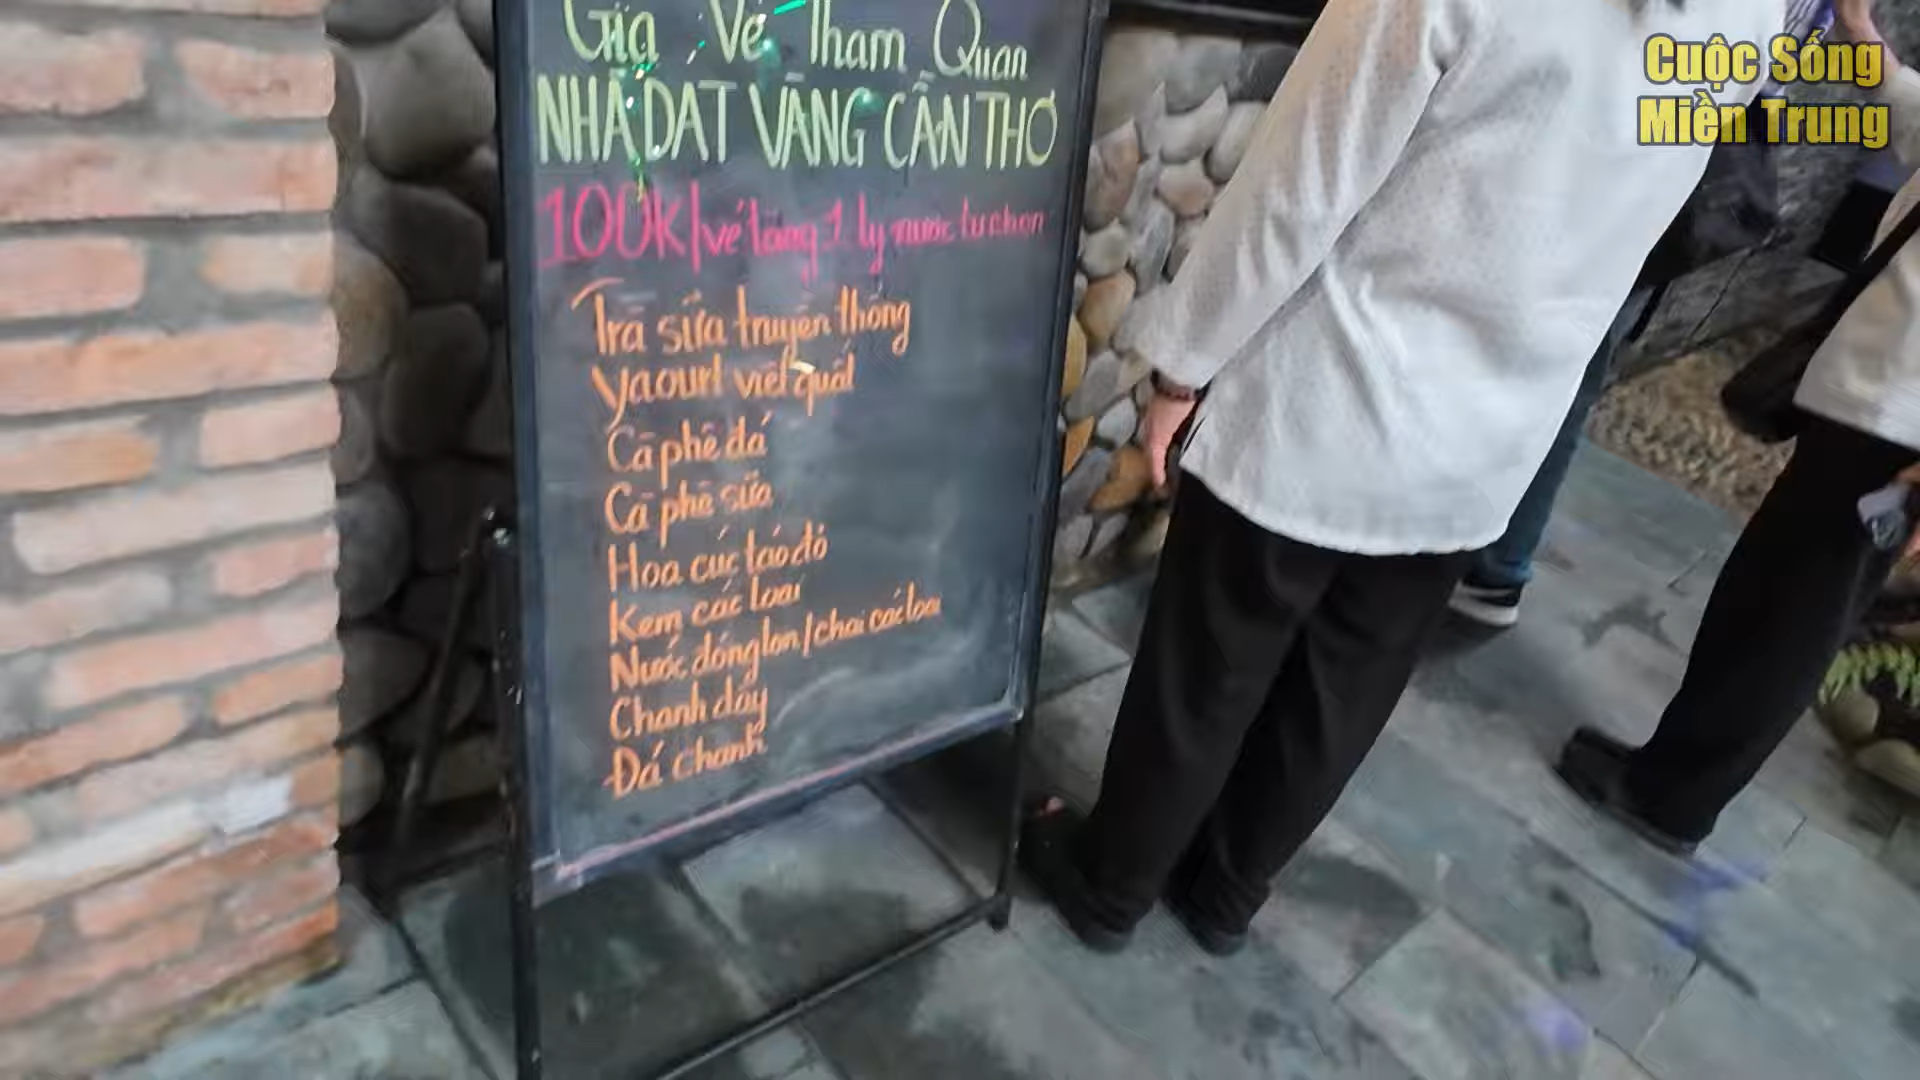 Giá Vé Tham Quan
NHÀ DÁT VÀNG CẦN THƠ
100K/vé tặng 1 ly nước tự chọn
Trà sữa truyền thống
Yaourt việt quất
Cà phê đá
Cà phê sữa
Hoa cúc táo đỏ
Kem các loại
Nước đóng lon/chai các loại
Chanh dây
Đá chanh
Cuộc Sống
Miền Trung